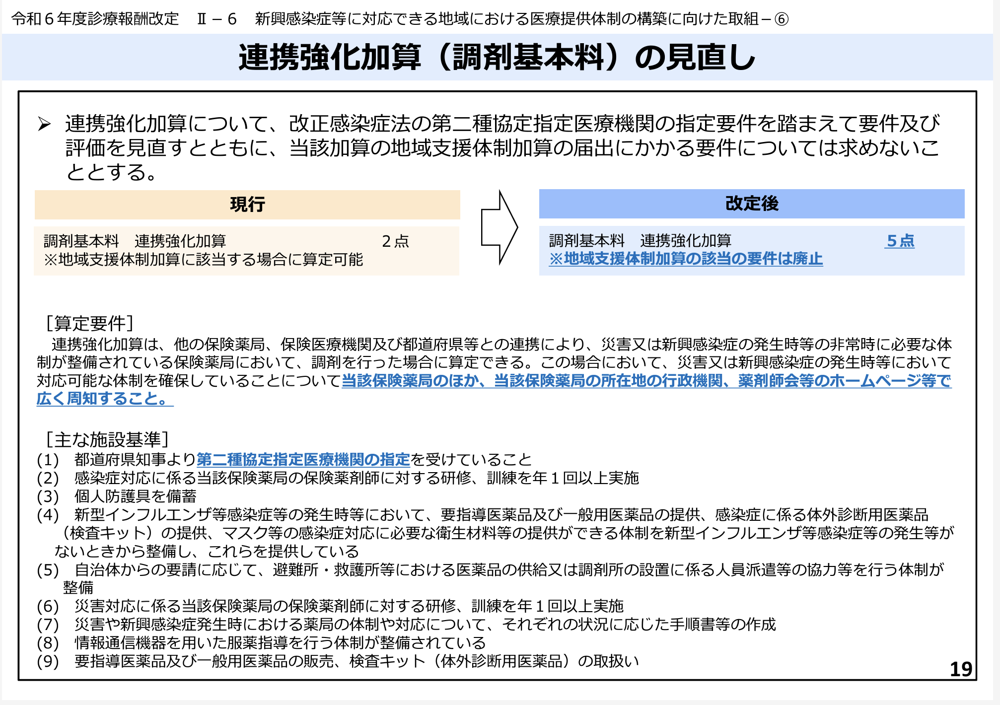 令和６年度診療報酬改定　Ⅱ－６　新興感染症等に対応できる地域における医療提供体制の構築に向けた取組－⑥
連携強化加算（調剤基本料）の見直し
➢ 連携強化加算について、改正感染症法の第二種協定指定医療機関の指定要件を踏まえて要件及び
評価を見直すとともに、当該加算の地域支援体制加算の届出にかかる要件については求めないこ
ととする。
現行
調剤基本料　連携強化加算　２点
※地域支援体制加算に該当する場合に算定可能
改定後
調剤基本料　連携強化加算　５点
※地域支援体制加算の該当の要件は廃止
［算定要件］
連携強化加算は、他の保険薬局、保険医療機関及び都道府県等との連携により、災害又は新興感染症の発生時等の非常時に必要な体
制が整備されている保険薬局において、調剤を行った場合に算定できる。この場合において、災害又は新興感染症の発生時等において
対応可能な体制を確保していることについて当該保険薬局のほか、当該保険薬局の所在地の行政機関、薬剤師会等のホームページ等で
広く周知すること。
［主な施設基準］
(1)　都道府県知事より第二種協定指定医療機関の指定を受けていること
(2)　感染症対応に係る当該保険薬局の保険薬剤師に対する研修、訓練を年１回以上実施
(3)　個人防護具を備蓄
(4)　新型インフルエンザ等感染症等の発生時等において、要指導医薬品及び一般用医薬品の提供、感染症に係る体外診断用医薬品
（検査キット）の提供、マスク等の感染症対応に必要な衛生材料等の提供ができる体制を新型インフルエンザ等感染症等の発生等が
ないときから整備し、これらを提供している
(5)　自治体からの要請に応じて、避難所・救護所等における医薬品の供給又は調剤所の設置に係る人員派遣等の協力等を行う体制が
整備
(6)　災害対応に係る当該保険薬局の保険薬剤師に対する研修、訓練を年１回以上実施
(7)　災害や新興感染症発生時における薬局の体制や対応について、それぞれの状況に応じた手順書等の作成
(8)　情報通信機器を用いた服薬指導を行う体制が整備されている
(9)　要指導医薬品及び一般用医薬品の販売、検査キット（体外診断用医薬品）の取扱い
19